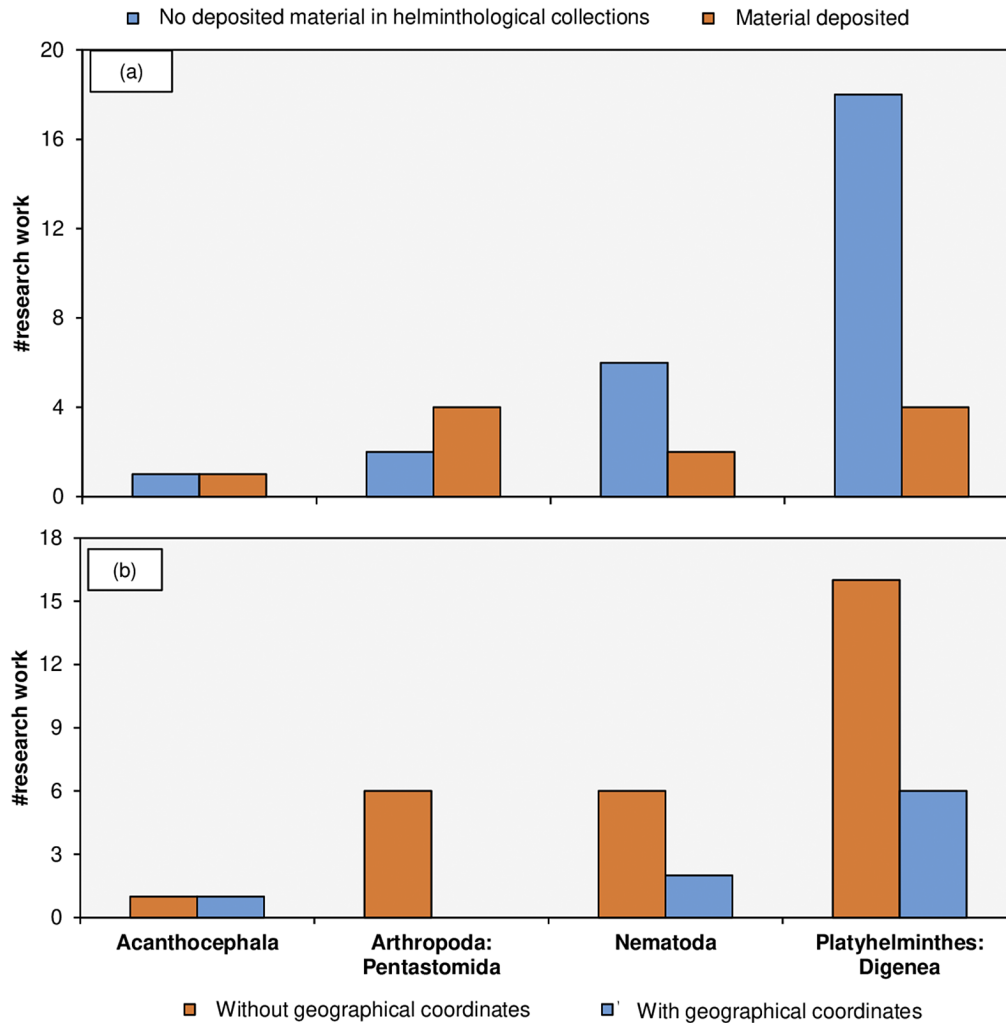 No deposited material in helminthological collections
Material deposited
(a)
20
16
12
8
4
0
#research work
(b)
18
15
12
9
6
3
0
#research work
Acanthocephala
Arthropoda:
Pentastomida
Nematoda
Platyhelminthes:
Digenea
Without geographical coordinates
With geographical coordinates